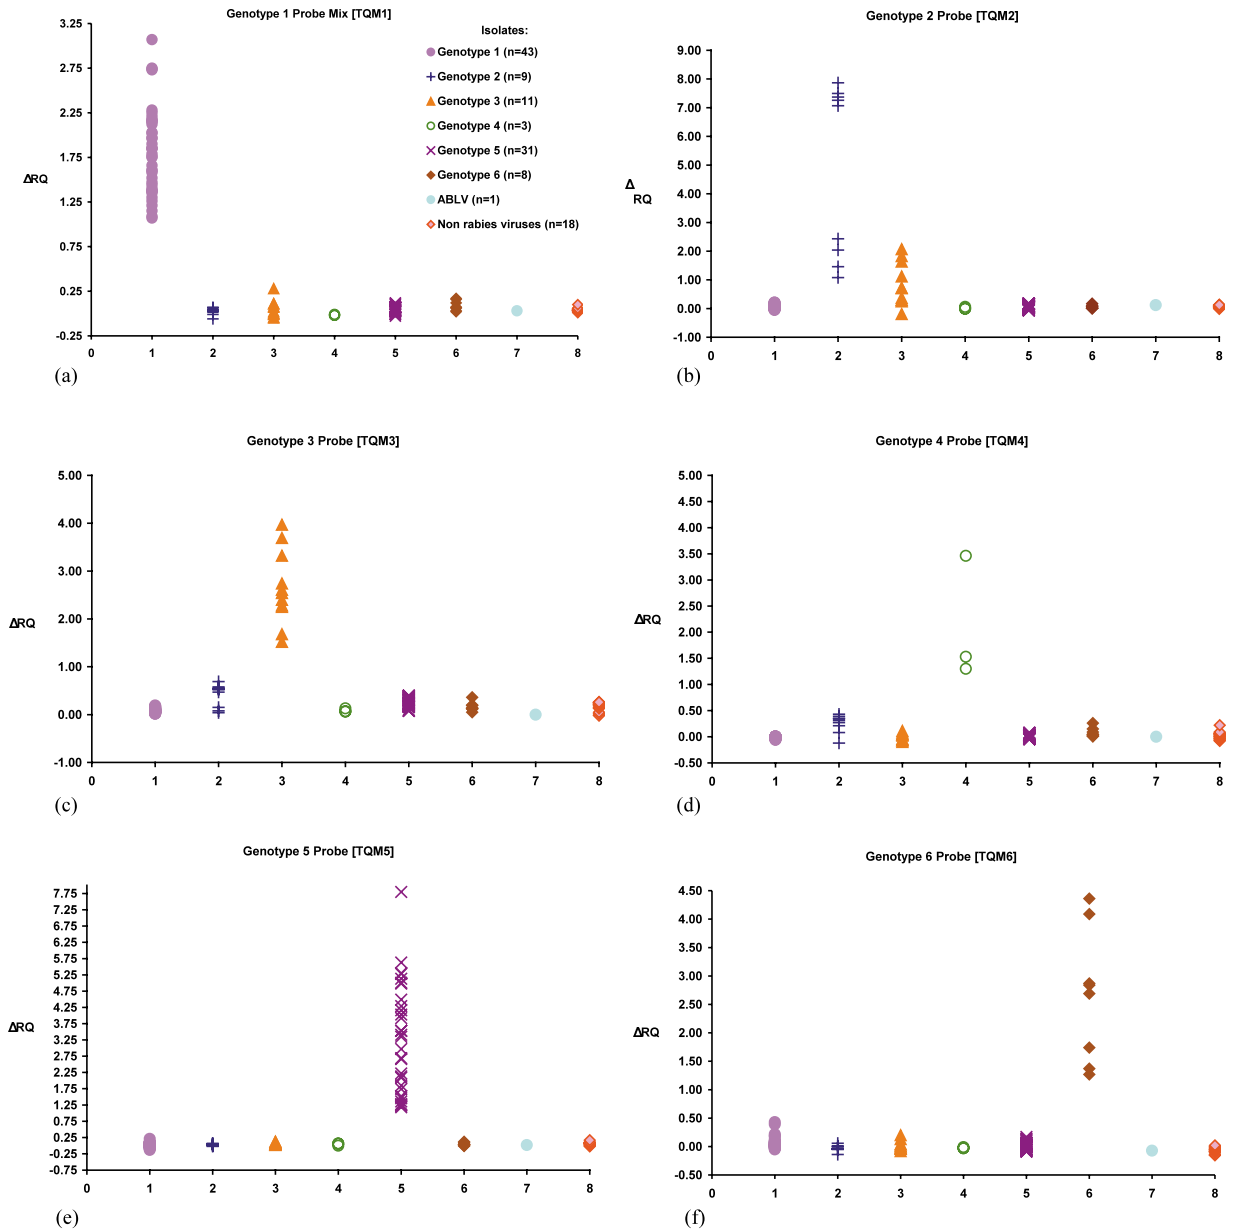 Genotype 1 Probe Mix [TQM1]
3.25
2.75
2.25
1.75
1.25
0.75
0.25
-0.25
ΔRQ
0 1 2 3 4 5 6 7 8
Isolates:
Genotype 1 (n=43)
Genotype 2 (n=9)
Genotype 3 (n=11)
Genotype 4 (n=3)
Genotype 5 (n=31)
Genotype 6 (n=8)
ABLV (n=1)
Non rabies viruses (n=18)
(a)
Genotype 2 Probe [TQM2]
9.00
8.00
7.00
6.00
5.00
4.00
3.00
2.00
1.00
0.00
-1.00
Δ
RQ
0 1 2 3 4 5 6 7 8
(b)
Genotype 3 Probe [TQM3]
5.00
4.00
3.00
2.00
1.00
0.00
-1.00
ΔRQ
0 1 2 3 4 5 6 7 8
(c)
Genotype 4 Probe [TQM4]
5.00
4.50
4.00
3.50
3.00
2.50
2.00
1.50
1.00
0.50
0.00
-0.50
ΔRQ
0 1 2 3 4 5 6 7 8
(d)
Genotype 5 Probe [TQM5]
7.75
7.25
6.75
6.25
5.75
5.25
4.75
4.25
3.75
3.25
2.75
2.25
1.75
1.25
0.75
0.25
-0.25
-0.75
ΔRQ
0 1 2 3 4 5 6 7 8
(e)
Genotype 6 Probe [TQM6]
4.50
4.00
3.50
3.00
2.50
2.00
1.50
1.00
0.50
0.00
-0.50
ΔRQ
0 1 2 3 4 5 6 7 8
(f)